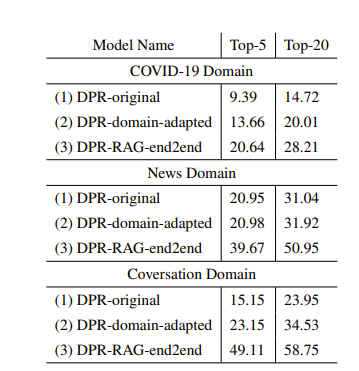 Model Name Top-5 Top-20
COVID-19 Domain
(1) DPR-original 9.39 14.72
(2) DPR-domain-adapted 13.66 20.01
(3) DPR-RAG-end2end 20.64 28.21
News Domain
(1) DPR-original 20.95 31.04
(2) DPR-domain-adapted 20.98 31.92
(3) DPR-RAG-end2end 39.67 50.95
Coversation Domain
(1) DPR-original 15.15 23.95
(2) DPR-domain-adapted 23.15 34.53
(3) DPR-RAG-end2end 49.11 58.75